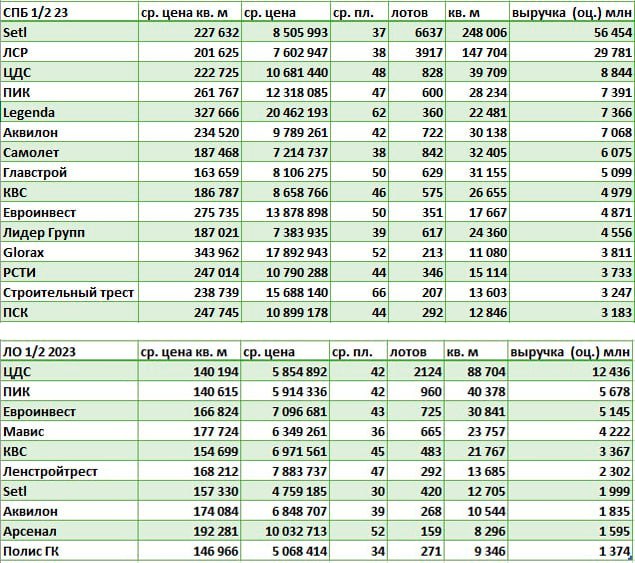 СПБ 1/2 23 ср. цена кв. м ср. цена ср. пл. лотов кв. м выручка (оц.) млн
Setl 227 632 8 505 993 37 6637 248 006 56 454
ЛСР 201 625 7 602 947 38 3917 147 704 29 781
ЦДС 222 725 10 681 440 48 828 39 709 8 844
ПИК 261 767 12 318 085 47 600 28 234 7 391
Legenda 327 666 20 462 193 62 360 22 481 7 366
Аквилон 234 520 9 789 261 42 722 30 138 7 068
Самолет 187 468 7 214 737 38 842 32 405 6 075
Главстрой 163 659 8 106 275 50 629 31 155 5 099
КВС 186 787 8 658 766 46 575 26 655 4 979
Евроинвест 275 735 13 878 898 50 351 17 667 4 871
Лидер Групп 187 021 7 383 935 39 617 24 360 4 556
Glorax 343 962 17 892 943 52 213 11 080 3 811
РСТИ 247 014 10 790 288 44 346 15 114 3 733
Строительный трест 238 739 15 688 140 66 207 13 603 3 247
ПСК 247 745 10 899 178 44 292 12 846 3 183
ЛО 1/2 2023 ср. цена кв. м ср. цена ср. пл. лотов кв. м выручка (оц.) млн
ЦДС 140 194 5 854 892 42 2124 88 704 12 436
ПИК 140 615 5 914 336 42 960 40 378 5 678
Евроинвест 166 824 7 096 681 43 725 30 841 5 145
Мавис 177 724 6 349 261 36 665 23 757 4 222
КВС 154 699 6 971 561 45 483 21 767 3 367
Ленстройтрест 168 212 7 883 737 47 292 13 685 2 302
Setl 157 330 4 759 185 30 420 12 705 1 999
Аквилон 174 084 6 848 707 39 268 10 544 1 835
Арсенал 192 281 10 032 713 52 159 8 296 1 595
Полис ГК 146 966 5 068 414 34 271 9 346 1 374